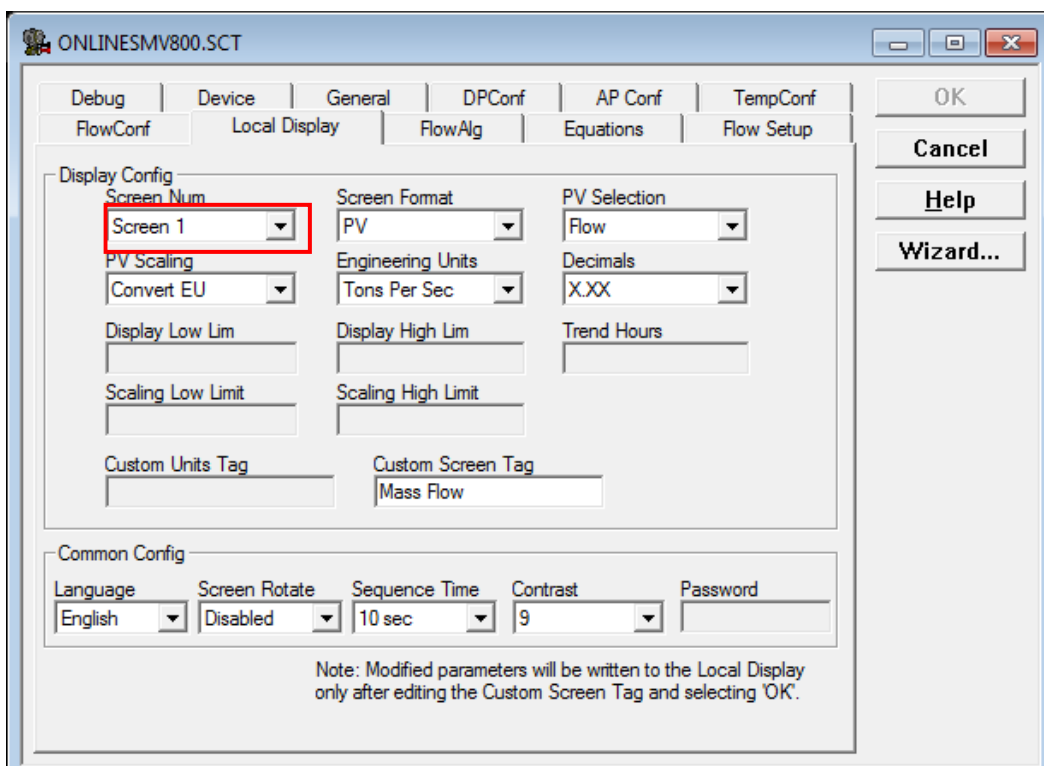 ONLINESMV800.SCT
Debug Device General DPConf AP Conf TempConf
FlowConf Local Display FlowAlg Equations Flow Setup
OK
Cancel
Help
Wizard...
Display Config
Screen Num Screen Format PV Selection
Screen 1 PV Flow
PV Scaling Engineering Units Decimals
Convert EU Tons Per Sec X.XX
Display Low Lim Display High Lim Trend Hours
Scaling Low Limit Scaling High Limit
Custom Units Tag Custom Screen Tag
Mass Flow
Common Config
Language Screen Rotate Sequence Time Contrast Password
English Disabled 10 sec 9
Note: Modified parameters will be written to the Local Display
only after editing the Custom Screen Tag and selecting 'OK'.